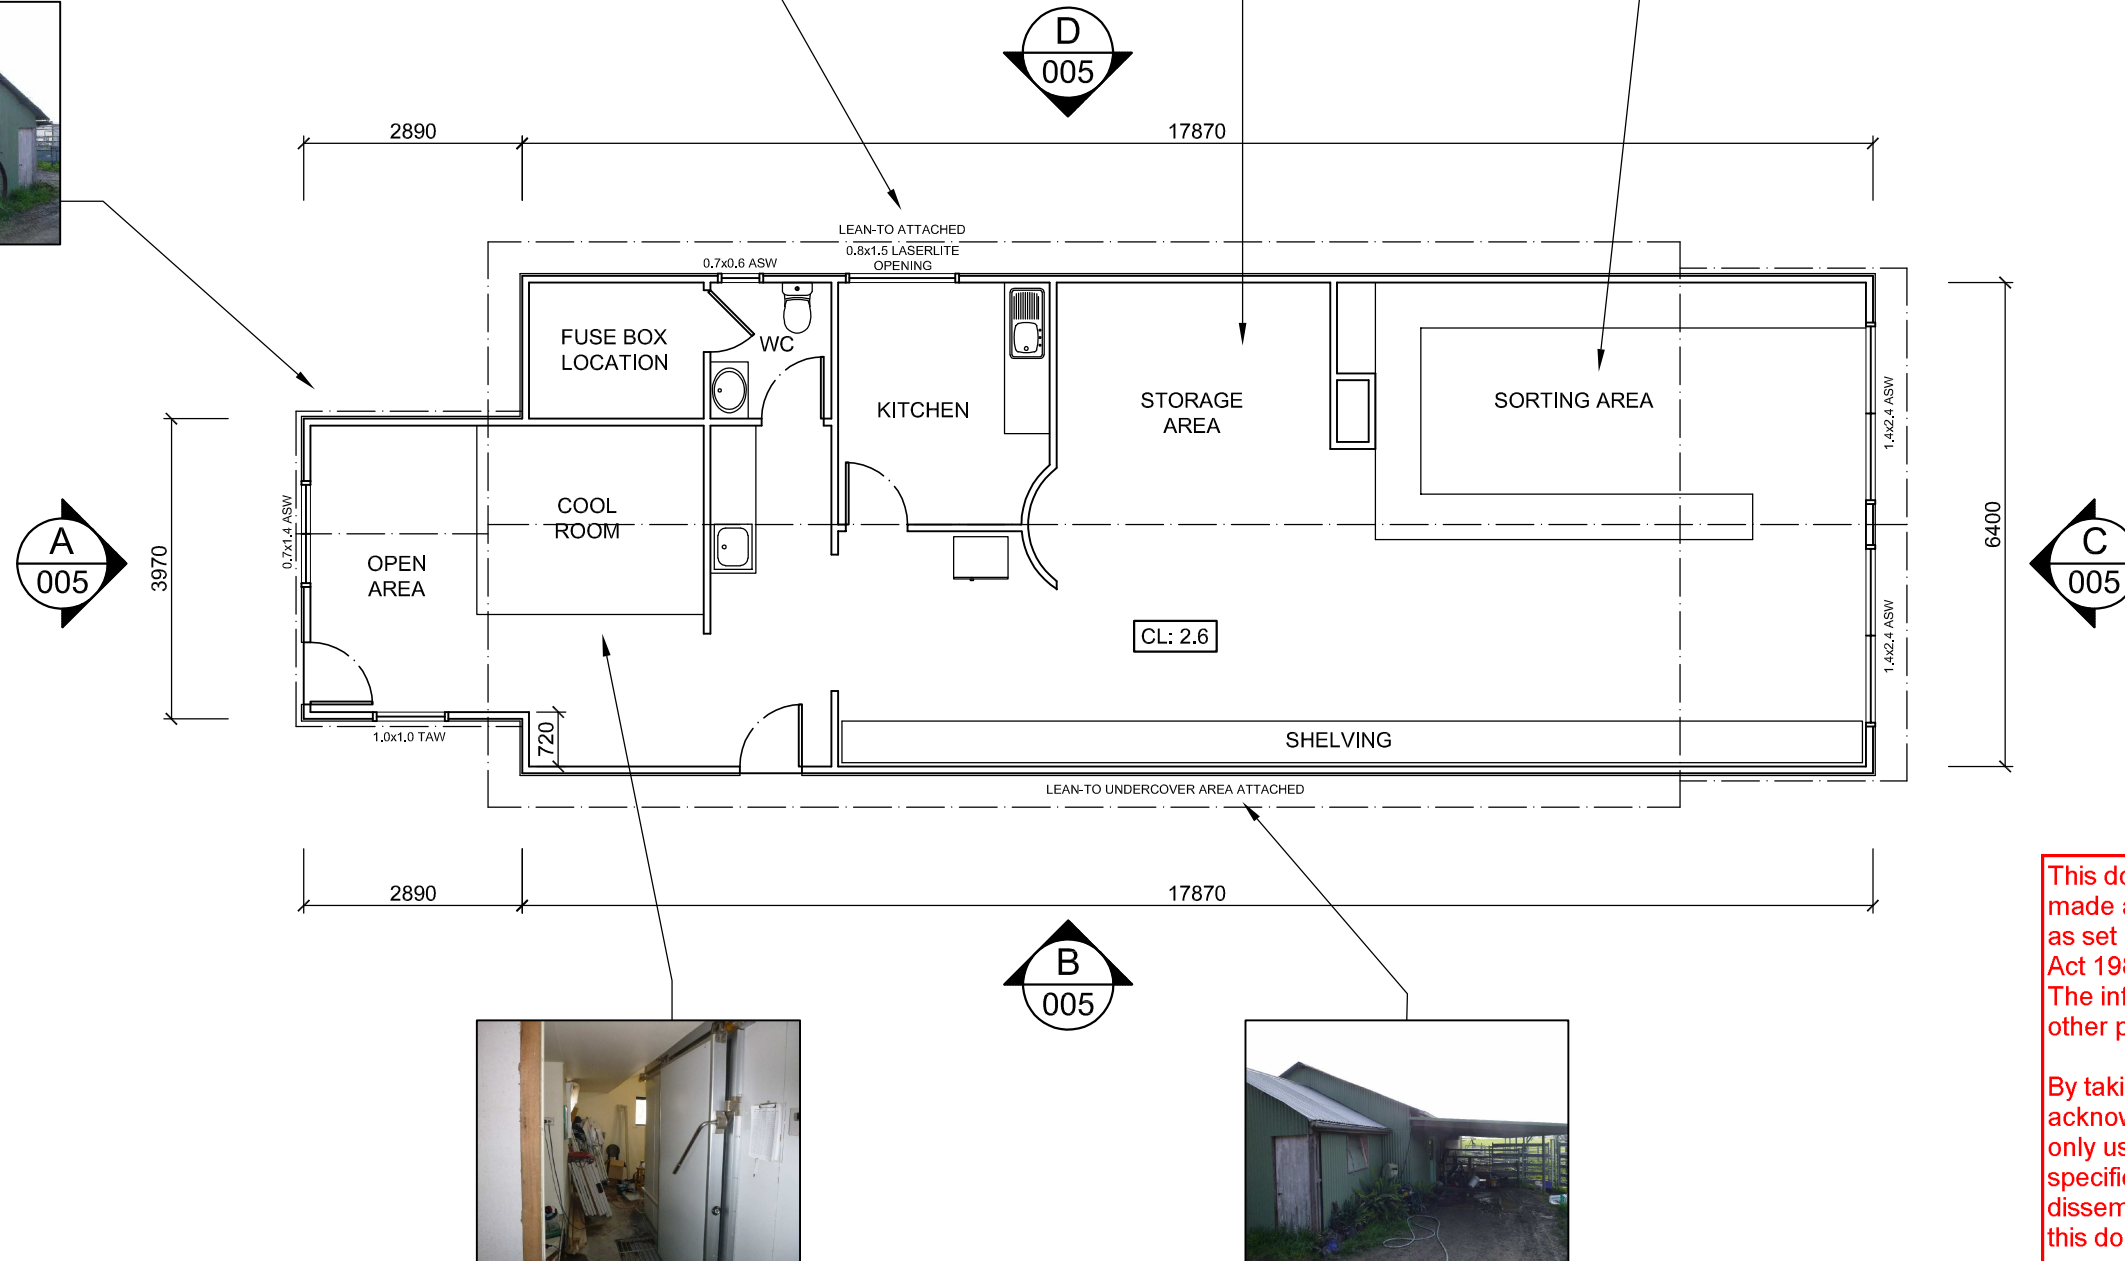 D
005
2890
17870
LEAN-TO ATTACHED
0.8x1.5 LASERLITE
OPENING
0.7x0.6 ASW
FUSE BOX
LOCATION
WC
KITCHEN
STORAGE
AREA
SORTING AREA
1.4x2.4 ASW
A
005
3970
0.7x1.4 ASW
OPEN
AREA
COOL
ROOM
6400
C
005
CL: 2.6
1.4x2.4 ASW
1.0x1.0 TAW
720
SHELVING
LEAN-TO UNDERCOVER AREA ATTACHED
2890
17870
B
005
This do
made a
as set
Act 198
The inf
other p
By taki
acknow
only us
specifi
dissem
this do